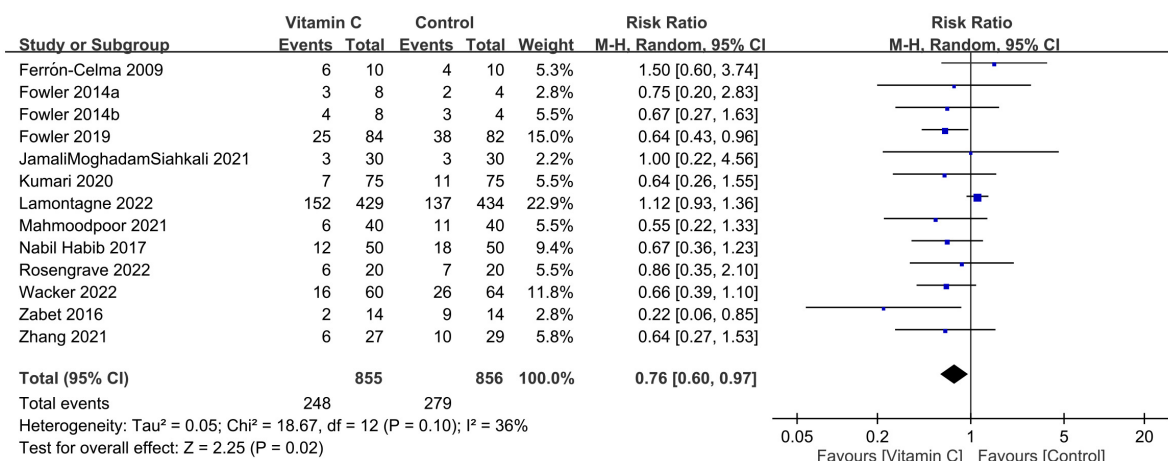 Vitamin C Control Risk Ratio Risk Ratio
Study or Subgroup Events Total Events Total Weight M-H, Random, 95% CI M-H, Random, 95% CI
Ferrón-Celma 2009 6 10 4 10 5.3% 1.50 [0.60, 3.74]
Fowler 2014a 3 8 2 4 2.8% 0.75 [0.20, 2.83]
Fowler 2014b 4 8 3 4 5.5% 0.67 [0.27, 1.63]
Fowler 2019 25 84 38 82 15.0% 0.64 [0.43, 0.96]
JamaliMoghadamSiahkali 2021 3 30 3 30 2.2% 1.00 [0.22, 4.56]
Kumari 2020 7 75 11 75 5.5% 0.64 [0.26, 1.55]
Lamontagne 2022 152 429 137 434 22.9% 1.12 [0.93, 1.36]
Mahmoodpoor 2021 6 40 11 40 5.6% 0.55 [0.22, 1.33]
Nabil Habib 2017 12 50 18 50 9.4% 0.67 [0.36, 1.23]
Rosengrave 2022 6 20 7 20 5.5% 0.86 [0.35, 2.10]
Wacker 2022 16 60 26 64 11.8% 0.66 [0.39, 1.10]
Zabet 2016 2 14 9 14 2.8% 0.22 [0.06, 0.85]
Zhang 2021 6 27 10 29 5.8% 0.64 [0.27, 1.53]
Total (95% CI) 855 856 100.0% 0.76 [0.60, 0.97]
Total events 248 279
Heterogeneity: Tau² = 0.05; Chi² = 18.67, df = 12 (P = 0.10); I² = 36%
Test for overall effect: Z = 2.25 (P = 0.02)
0.05 0.2 1 5 20
Favours [Vitamin C] Favours [Control]